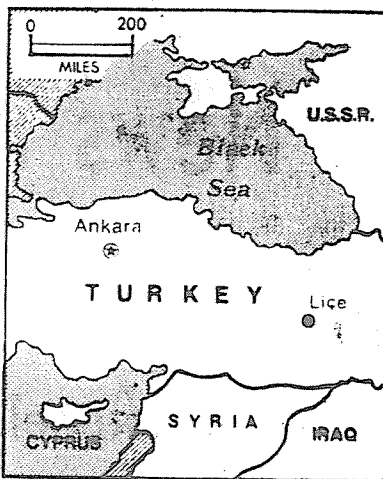 0 200
MILES
U.S.S.R.
Black
Sea
Ankara
TURKEY
Liçe
SYRIA
CYPRUS
IRAQ